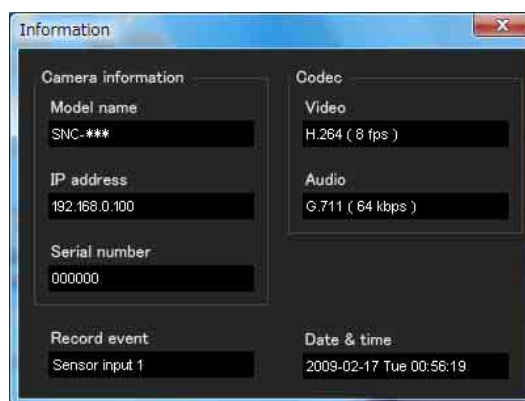 Information
Camera information
Model name
SNC-***
IP address
192.168.0.100
Serial number
000000
Codec
Video
H.264 ( 8 fps )
Audio
G.711 ( 64 kbps )
Record event
Sensor input 1
Date & time
2009-02-17 Tue 00:56:19